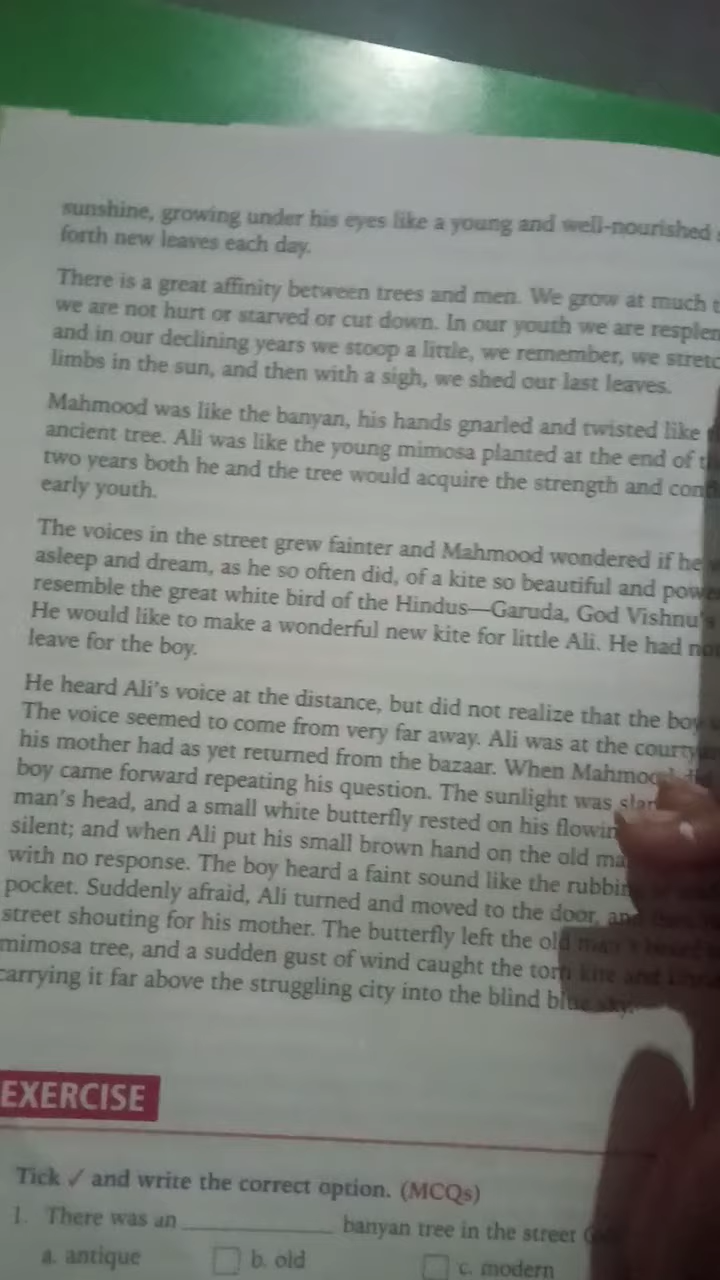 sunshine, growing under his eyes like a young and well-nourished
forth new leaves each day.
There is a great affinity between trees and men. We grow at much
we are not hurt or starved or cut down. In our youth we are
and in our declining years we stoop a little, we remember, we
limbs in the sun, and then with a sigh, we shed our last leaves.
Mahmood was like the banyan, his hands gnarled and twisted like
ancient tree. Ali was like the young mimosa planted at the end of
two years both he and the tree would acquire the strength and
early youth.
The voices in the street grew fainter and Mahmood wondered if he
asleep and dream, as he so often did, of a kite so beautiful and
resemble the great white bird of the Hindus—Garuda, God Vishnu's
He would like to make a wonderful new kite for little Ali. He had
leave for the boy.
He heard Ali's voice at the distance, but did not realize that the boy
The voice seemed to come from very far away. Ali was at the
his mother had as yet returned from the bazaar. When
boy came forward repeating his question. The sunlight was
man's head, and a small white butterfly rested on his
silent; and when Ali put his small brown hand on the old
with no response. The boy heard a faint sound like the
pocket. Suddenly afraid, Ali turned and moved to the door,
street shouting for his mother. The butterfly left the old
mimosa tree, and a sudden gust of wind caught the torn kite and
carrying it far above the struggling city into the blind blue sky.
EXERCISE
Tick ✓ and write the correct option. (MCQs)
1. There was an ____________ banyan tree in the street
a. antique b. old c. modern